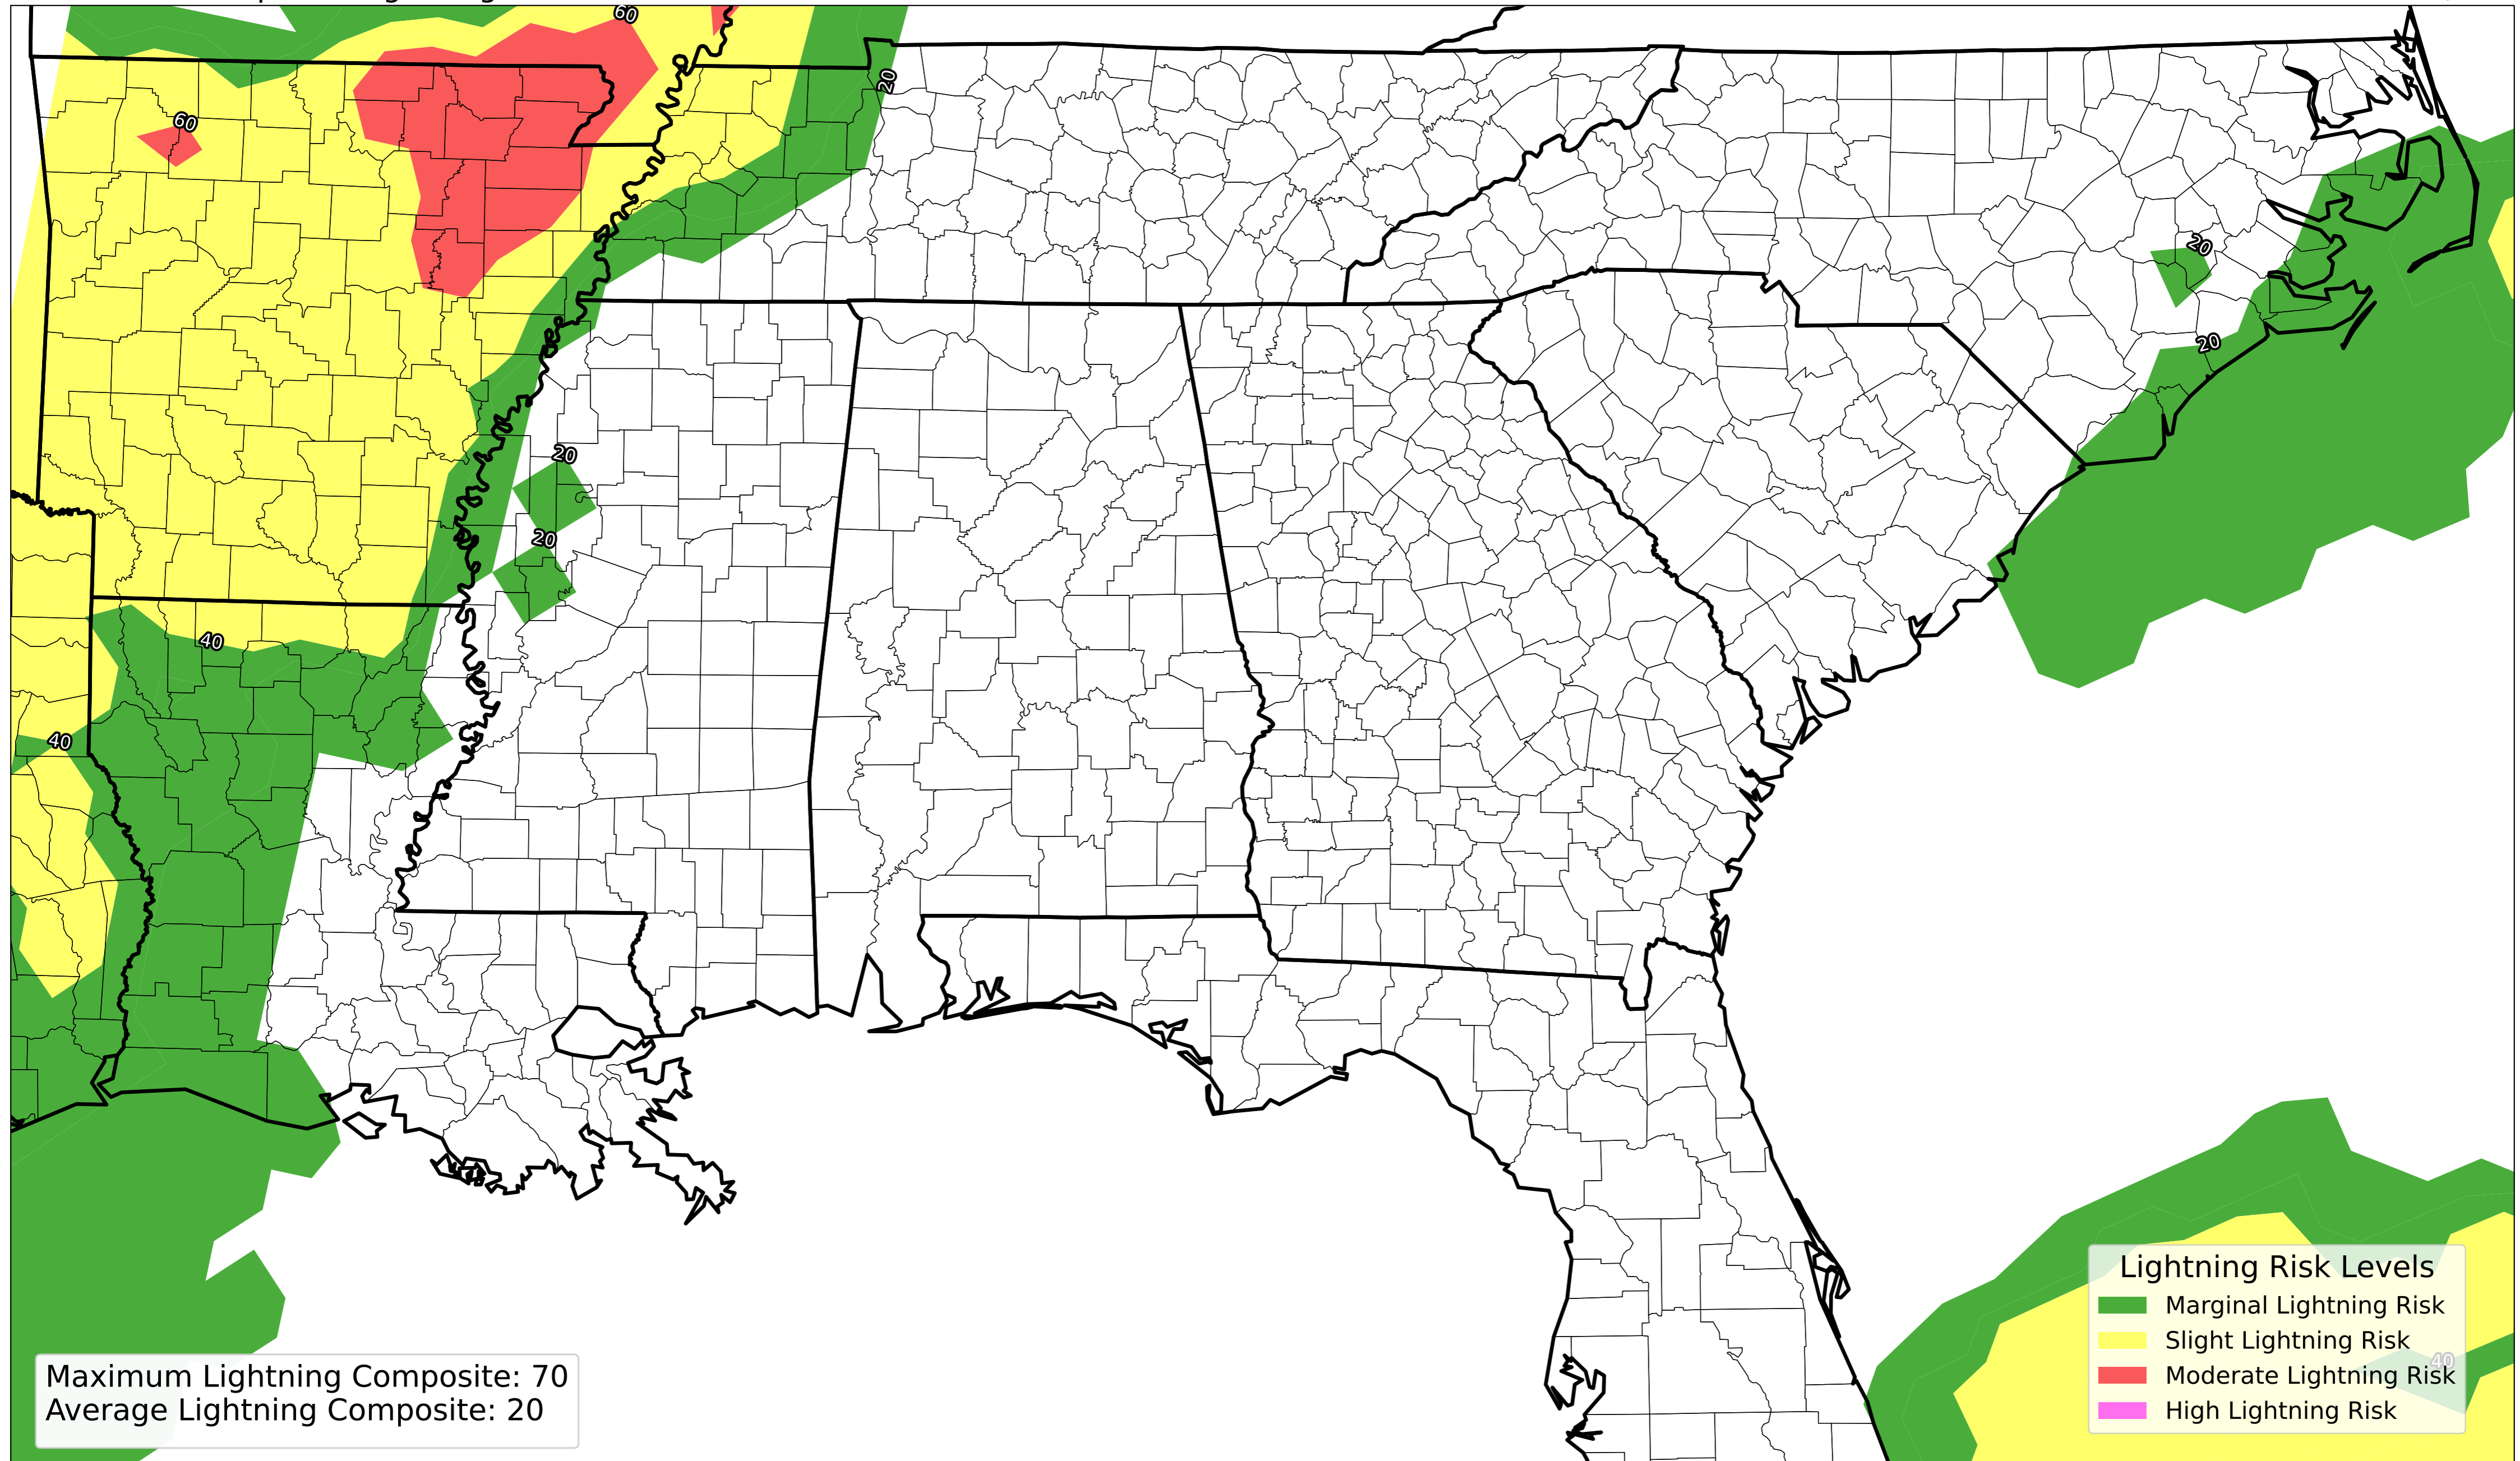 60
20
60
20
20
20
20
40
40
Lightning Risk Levels
Marginal Lightning Risk
Slight Lightning Risk
40
Moderate Lightning Risk
High Lightning Risk
Maximum Lightning Composite: 70
Average Lightning Composite: 20